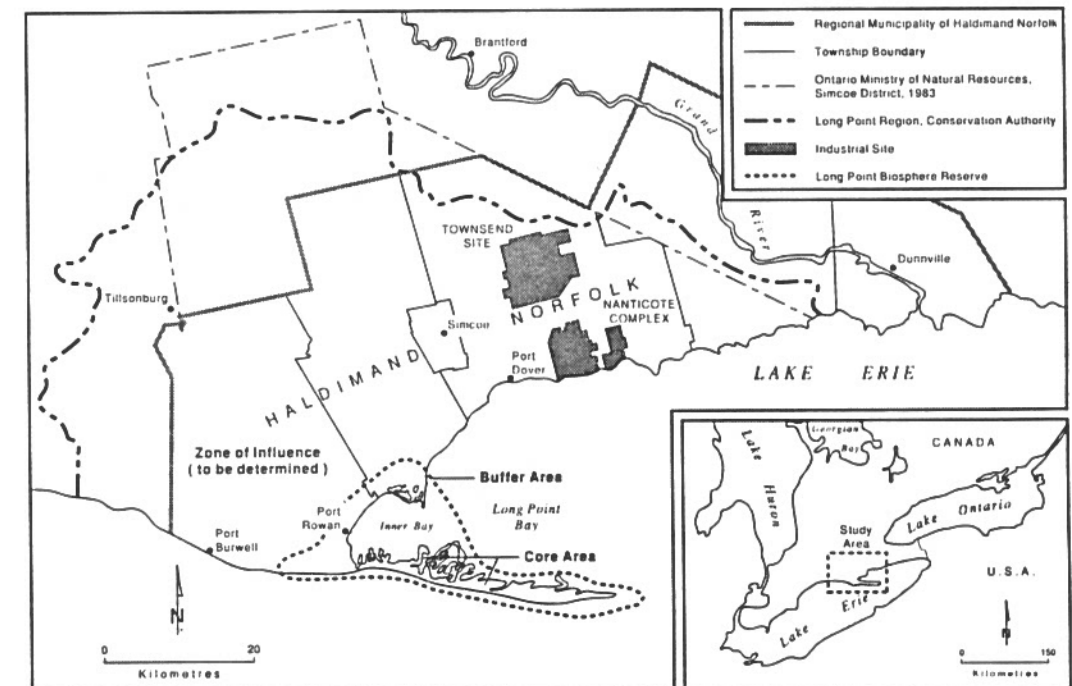 Regional Municipality of Haldimand Norfolk
Township Boundary
Ontario Ministry of Natural Resources,
Simcoe District, 1983
Long Point Region, Conservation Authority
Industrial Site
Long Point Biosphere Reserve
Brantford
Grand
River
TOWNSEND
SITE
Dunnville
Tillsonburg
NORFOLK
NANTICOTE
COMPLEX
Simcoe
Port
Dover
HALDIMAND
LAKE ERIE
Zone of Influence
( to be determined )
Buffer Area
Port
Rowan
Inner Bay
Long Point
Bay
Port
Burwell
Core Area
N
0 20
Kilometres
Georgian
Bay
CANADA
Lake
Huron
Lake Ontario
Study
Area
U.S.A.
Lake Erie
N
0 150
Kilometres